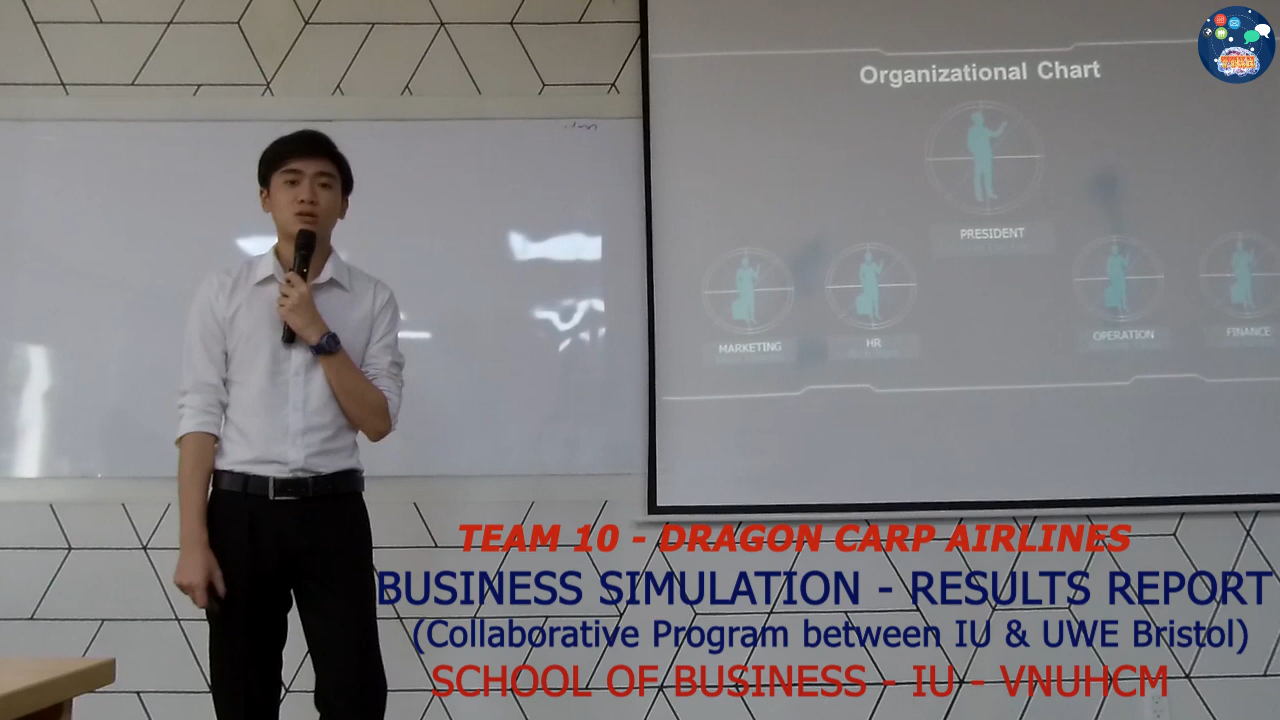 Organizational Chart
PRESIDENT
MARKETING
HR
OPERATION
FINANCE
TEAM 10 - DRAGON CARP AIRLINES
BUSINESS SIMULATION - RESULTS REPORT
(Collaborative Program between IU & UWE Bristol)
SCHOOL OF BUSINESS - IU - VNUHCM